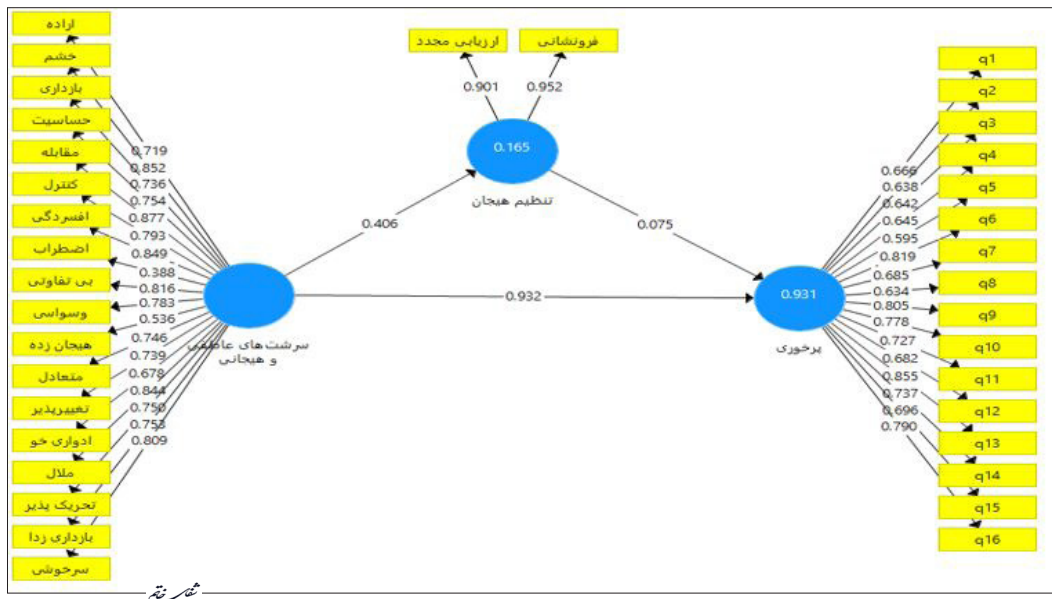 اراده
خشم
بازداری
حساسیت
مقابله
کنترل
افسردگی
اضطراب
بی تفاوتی
وسواسی
هیجان زده
متعادل
تغییرپذیر
ادواری خو
ملال
تحریک پذیر
بازداری زدا
سرخوشی
0.719
0.852
0.736
0.754
0.877
0.793
0.849
0.388
0.816
0.783
0.536
0.746
0.739
0.678
0.844
0.750
0.753
0.809
سرشت های عاطفی
و هیجانی
ارزیابی مجدد
فرونشانی
0.901
0.952
0.165
تنظیم هیجان
0.406
0.075
0.932
0.931
پرخوری
0.666
0.638
0.642
0.645
0.595
0.819
0.685
0.634
0.805
0.778
0.727
0.682
0.855
0.737
0.696
0.790
q1
q2
q3
q4
q5
q6
q7
q8
q9
q10
q11
q12
q13
q14
q15
q16